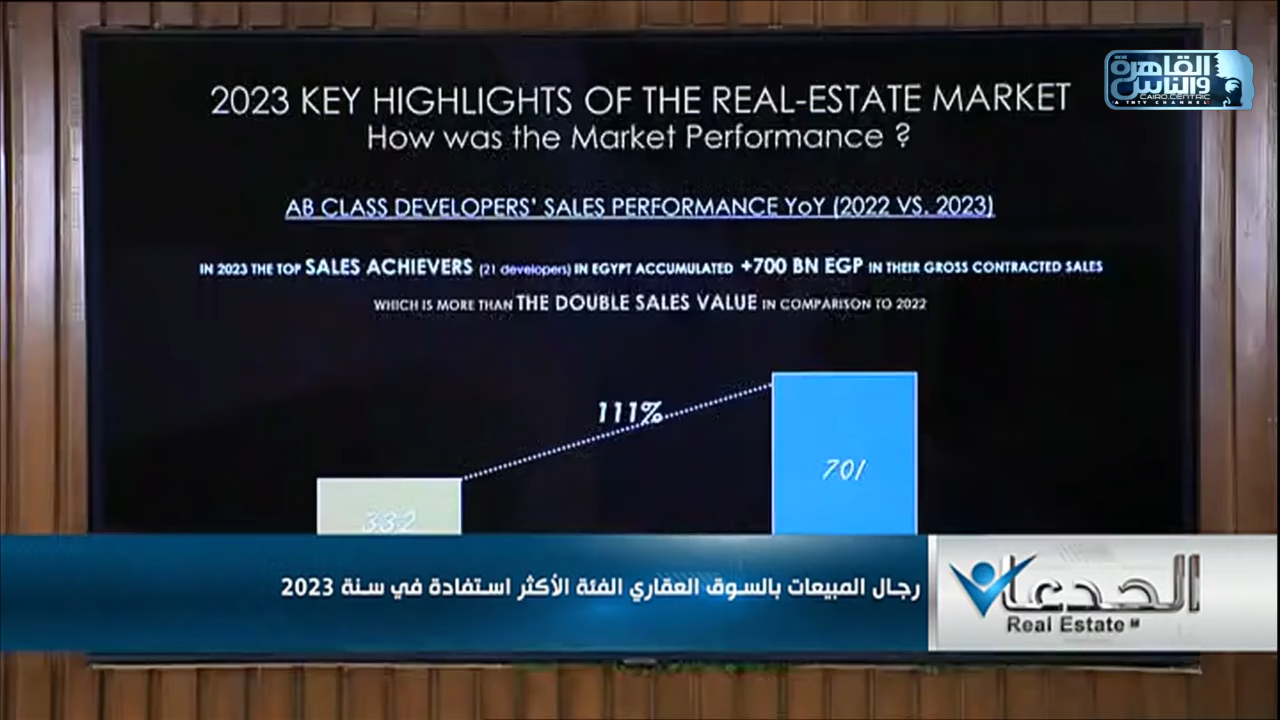 القاهرة
والناس
CAIRO.CENTRIC
A TNTV CHANNEL
2023 KEY HIGHLIGHTS OF THE REAL-ESTATE MARKET
How was the Market Performance ?
AB CLASS DEVELOPERS' SALES PERFORMANCE YoY (2022 VS. 2023)
IN 2023 THE TOP SALES ACHIEVERS (21 developers) IN EGYPT ACCUMULATED +700 BN EGP IN THEIR GROSS CONTRACTED SALES
WHICH IS MORE THAN THE DOUBLE SALES VALUE IN COMPARISON TO 2022
111%
701
332
رجال المبيعات بالسوق العقاري الفئة الأكثر استفادة في سنة 2023
الجدعان
Real Estate